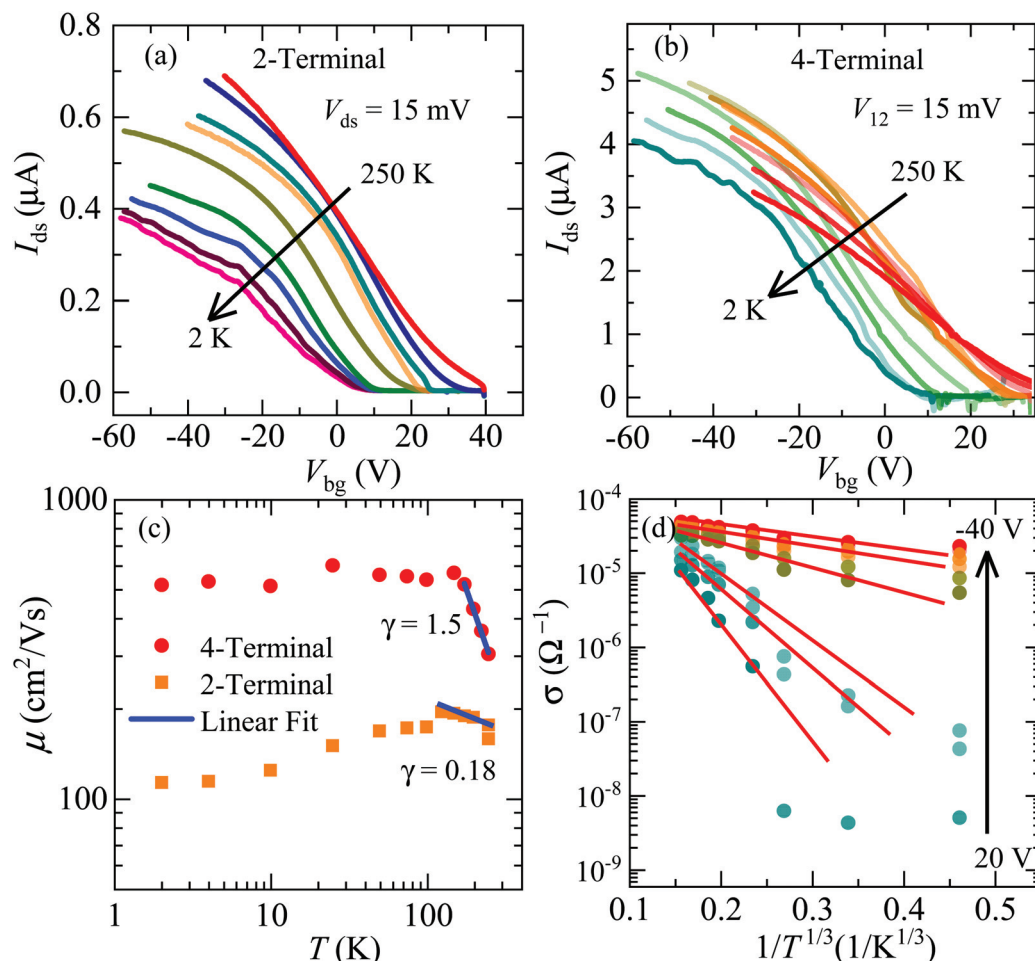 (a)
2-Terminal
V_ds = 15 mV
250 K
2 K
I_ds (μA)
0.8
0.6
0.4
0.2
0.0
-60 -40 -20 0 20 40
V_bg (V)
(b)
4-Terminal
V_12 = 15 mV
250 K
2 K
I_ds (μA)
5
4
3
2
1
0
-60 -40 -20 0 20
V_bg (V)
(c)
γ = 1.5
4-Terminal
2-Terminal
Linear Fit
γ = 0.18
μ (cm²/Vs)
1000
100
1 10 100
T (K)
(d)
-40 V
20 V
σ (Ω⁻¹)
10⁻⁴
10⁻⁵
10⁻⁶
10⁻⁷
10⁻⁸
10⁻⁹
0.1 0.2 0.3 0.4 0.5
1/T^1/3 (1/K^1/3)